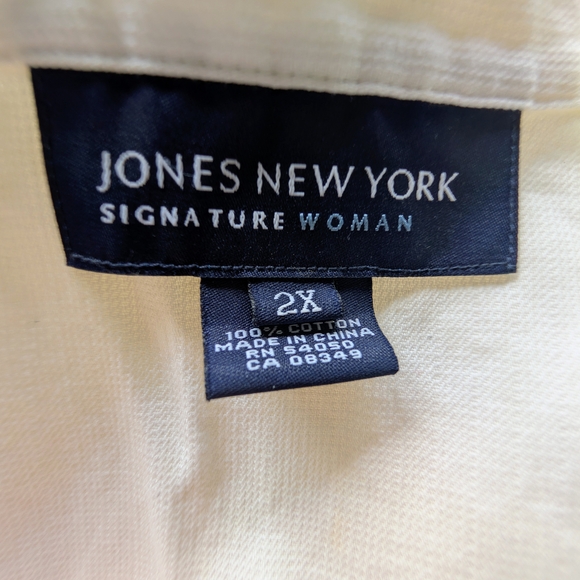 JONES NEW YORK
SIGNATURE WOMAN
2X
100% COTTON
MADE IN CHINA
RN 54050
CA 08349